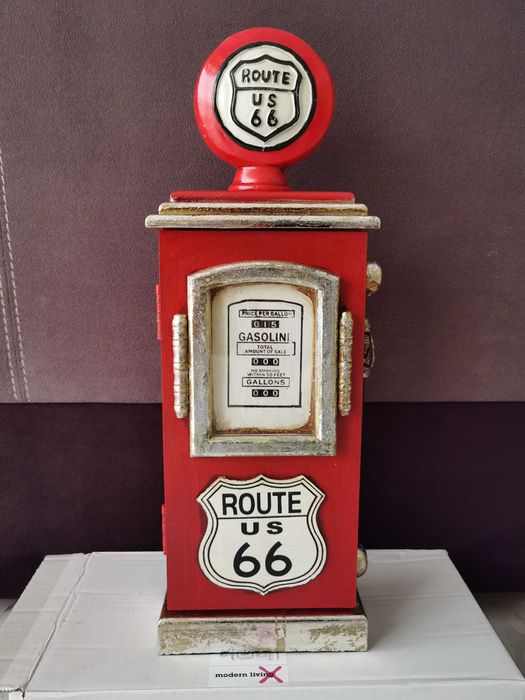 ROUTE
US
66
PRICE PER GALLON
015
GASOLINE
TOTAL
AMOUNT OF SALE
000
NO SMOKING
WITHIN 50 FEET
GALLONS
000
ROUTE
US
66
modern living